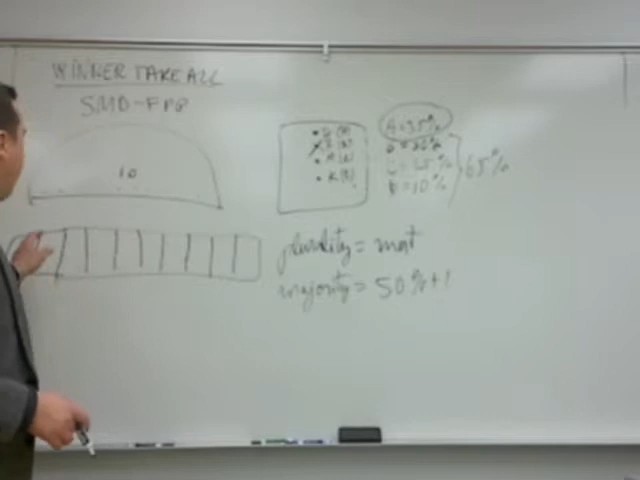 WINNER TAKE ALL
SMD-FPP
10
A=35%
C=15%
D=10%
65%
plurality = most
majority = 50%+1